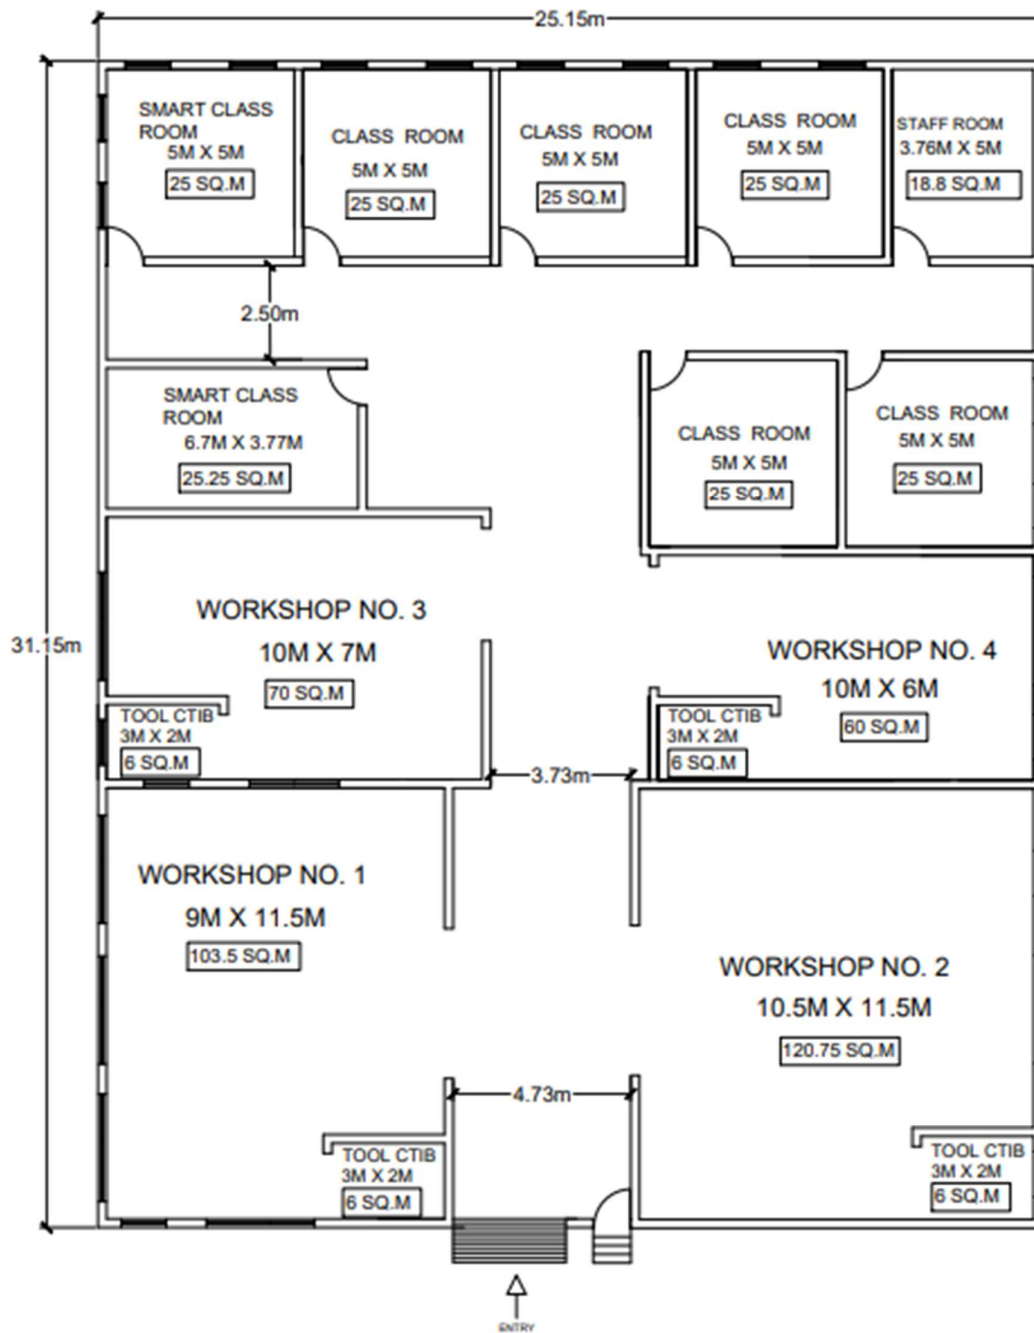 25.15m
SMART CLASS
ROOM
5M X 5M
25 SQ.M
CLASS ROOM
5M X 5M
25 SQ.M
CLASS ROOM
5M X 5M
25 SQ.M
CLASS ROOM
5M X 5M
25 SQ.M
STAFF ROOM
3.76M X 5M
18.8 SQ.M
2.50m
SMART CLASS
ROOM
6.7M X 3.77M
25.25 SQ.M
CLASS ROOM
5M X 5M
25 SQ.M
CLASS ROOM
5M X 5M
25 SQ.M
31.15m
WORKSHOP NO. 3
10M X 7M
70 SQ.M
TOOL CTIB
3M X 2M
6 SQ.M
WORKSHOP NO. 4
10M X 6M
60 SQ.M
TOOL CTIB
3M X 2M
6 SQ.M
3.73m
WORKSHOP NO. 1
9M X 11.5M
103.5 SQ.M
WORKSHOP NO. 2
10.5M X 11.5M
120.75 SQ.M
4.73m
TOOL CTIB
3M X 2M
6 SQ.M
TOOL CTIB
3M X 2M
6 SQ.M
ENTRY